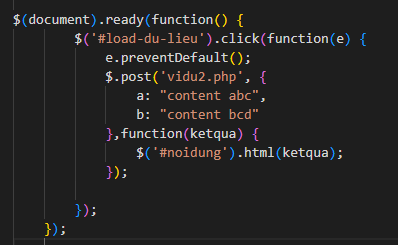 $(document).ready(function() {
$('#load-du-lieu').click(function(e) {
e.preventDefault();
$.post('vidu2.php', {
a: "content abc",
b: "content bcd"
},function(ketqua) {
$('#noidung').html(ketqua);
});
});
});